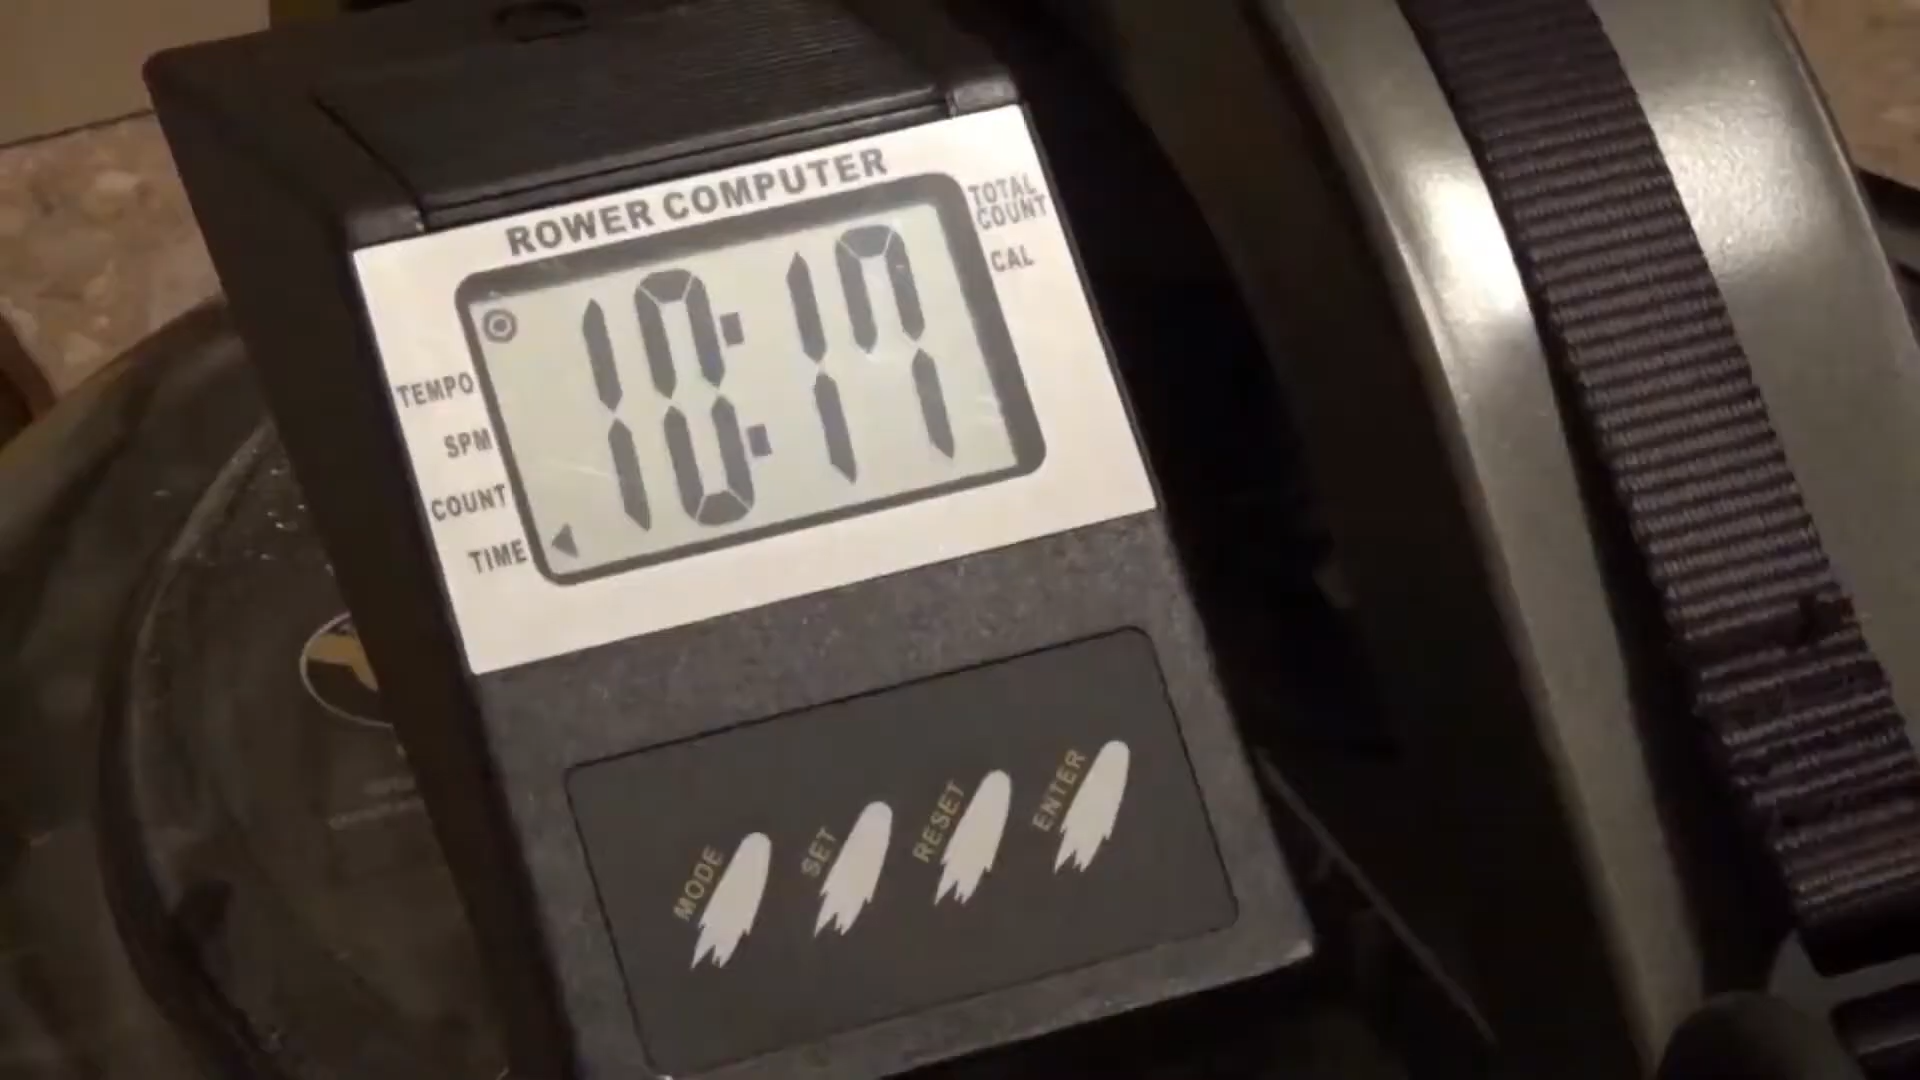 ROWER COMPUTER
TOTAL
COUNT
CAL
10:17
TEMPO
SPM
COUNT
TIME
MODE
SET
RESET
ENTER